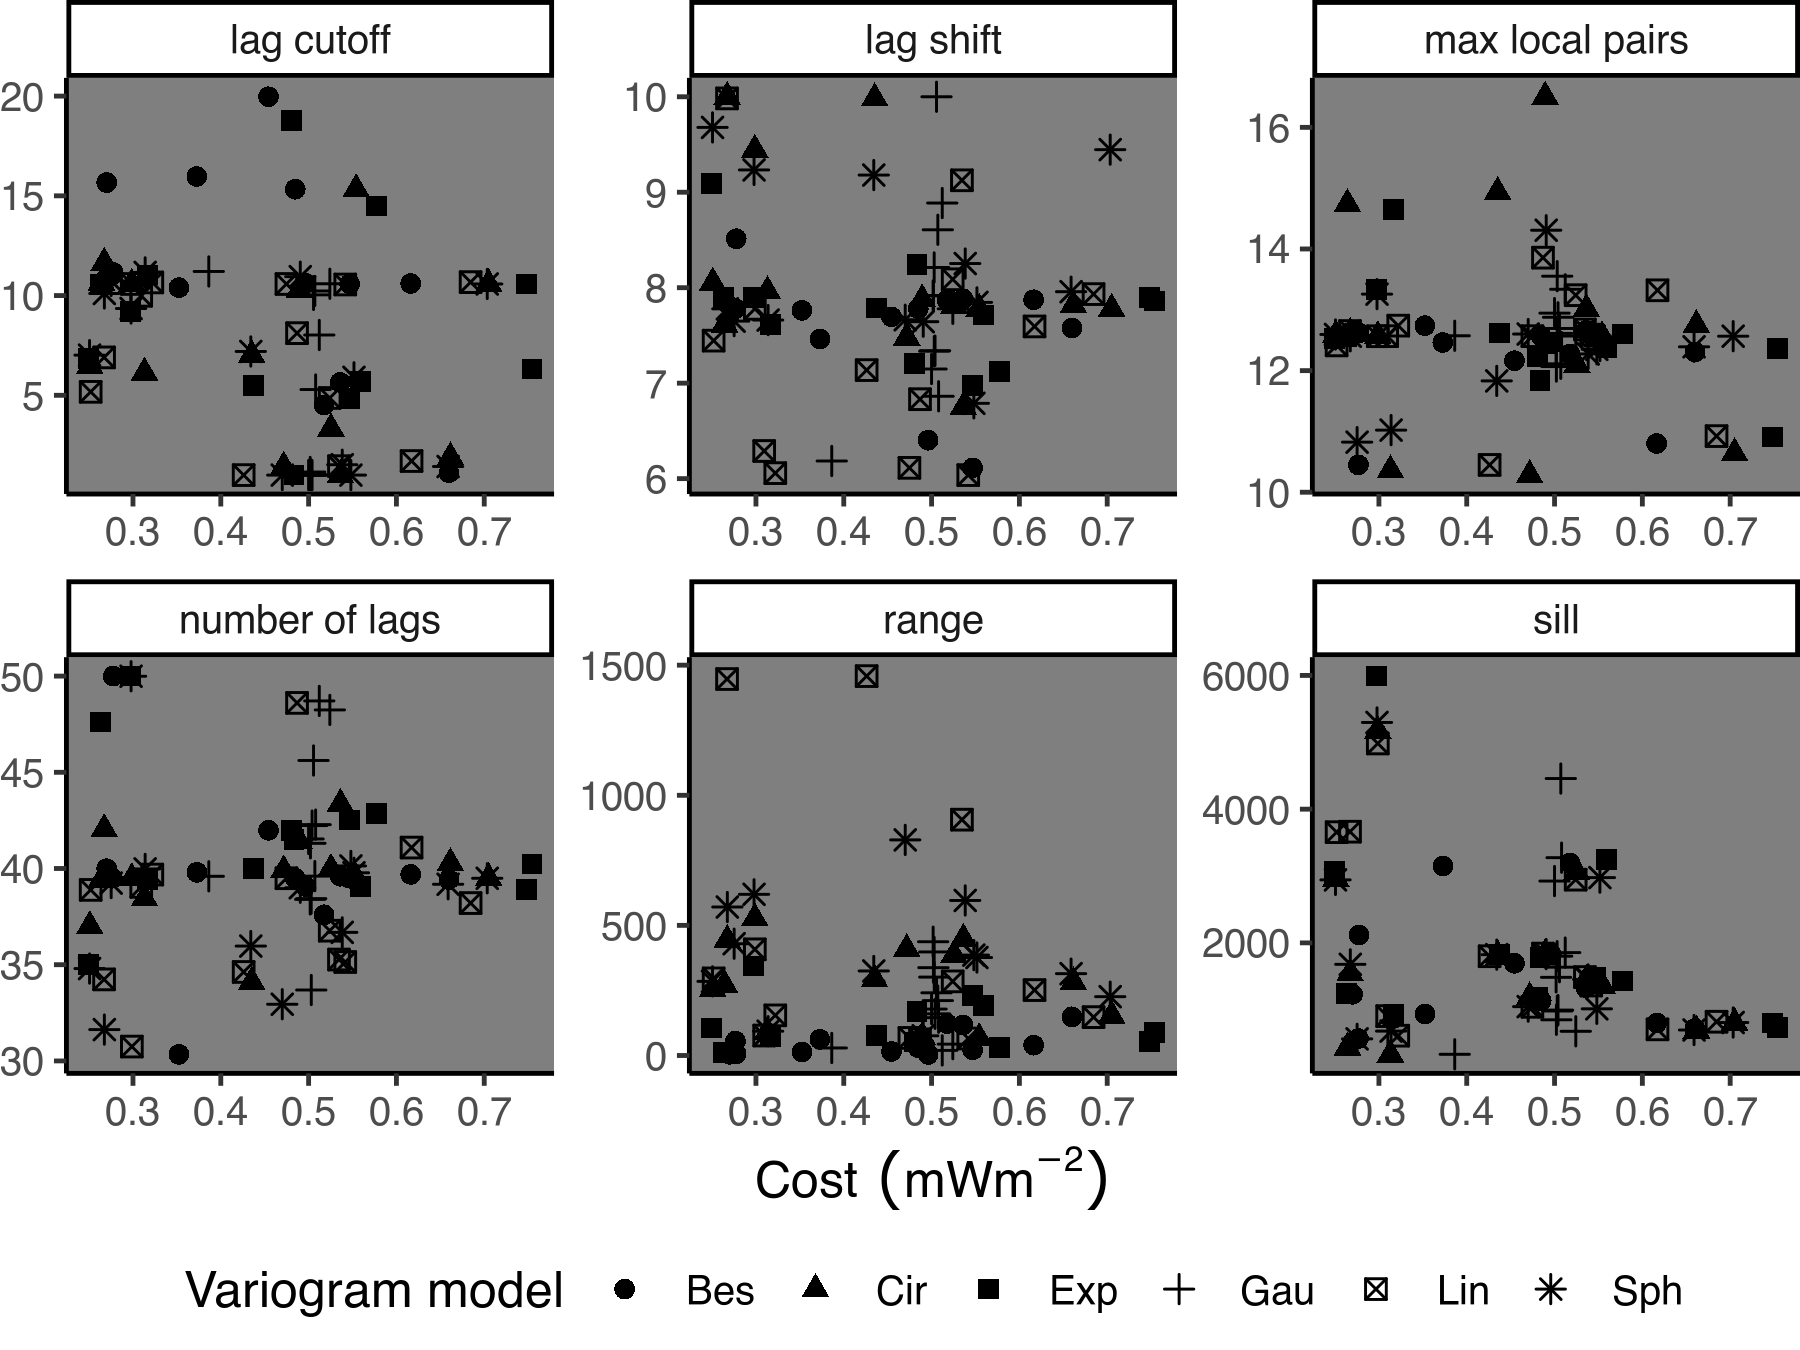 lag cutoff lag shift max local pairs
20 15 10 5
0.3 0.4 0.5 0.6 0.7
10 9 8 7 6
0.3 0.4 0.5 0.6 0.7
16 14 12 10
0.3 0.4 0.5 0.6 0.7
number of lags range sill
50 45 40 35 30
0.3 0.4 0.5 0.6 0.7
1500 1000 500 0
0.3 0.4 0.5 0.6 0.7
6000 4000 2000
0.3 0.4 0.5 0.6 0.7
Cost (mWm⁻²)
Variogram model Bes Cir Exp Gau Lin Sph